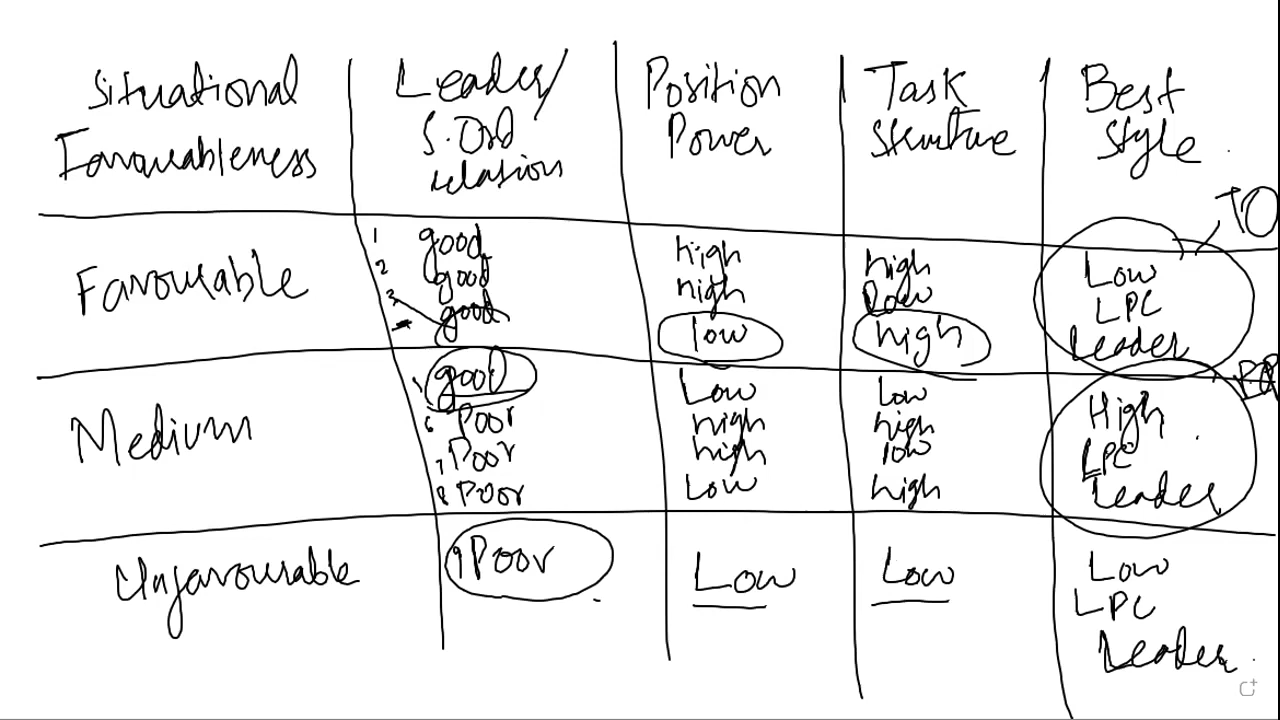 Situational Favourableness
Leader/ S.Ord relation
Position Power
Task Structure
Best Style
TO
Favourable
1 good high high
2 good high low
3 good low high
Low LPC Leader
Medium
good Low Low
6 Poor high high
7 Poor high low
8 Poor Low high
High LPC Leader
Unfavourable
9 Poor Low Low
Low LPC Leader